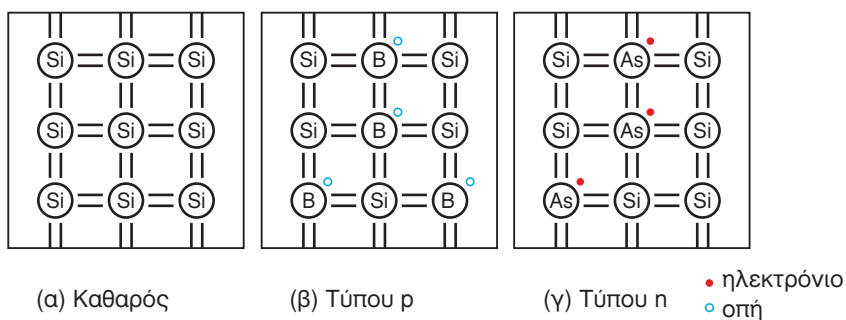 Si Si Si
Si Si Si
Si Si Si
Si B Si
Si B Si
B Si B
Si As Si
Si As Si
As Si Si
(α) Καθαρός
(β) Τύπου p
(γ) Τύπου n
ηλεκτρόνιο
οπή